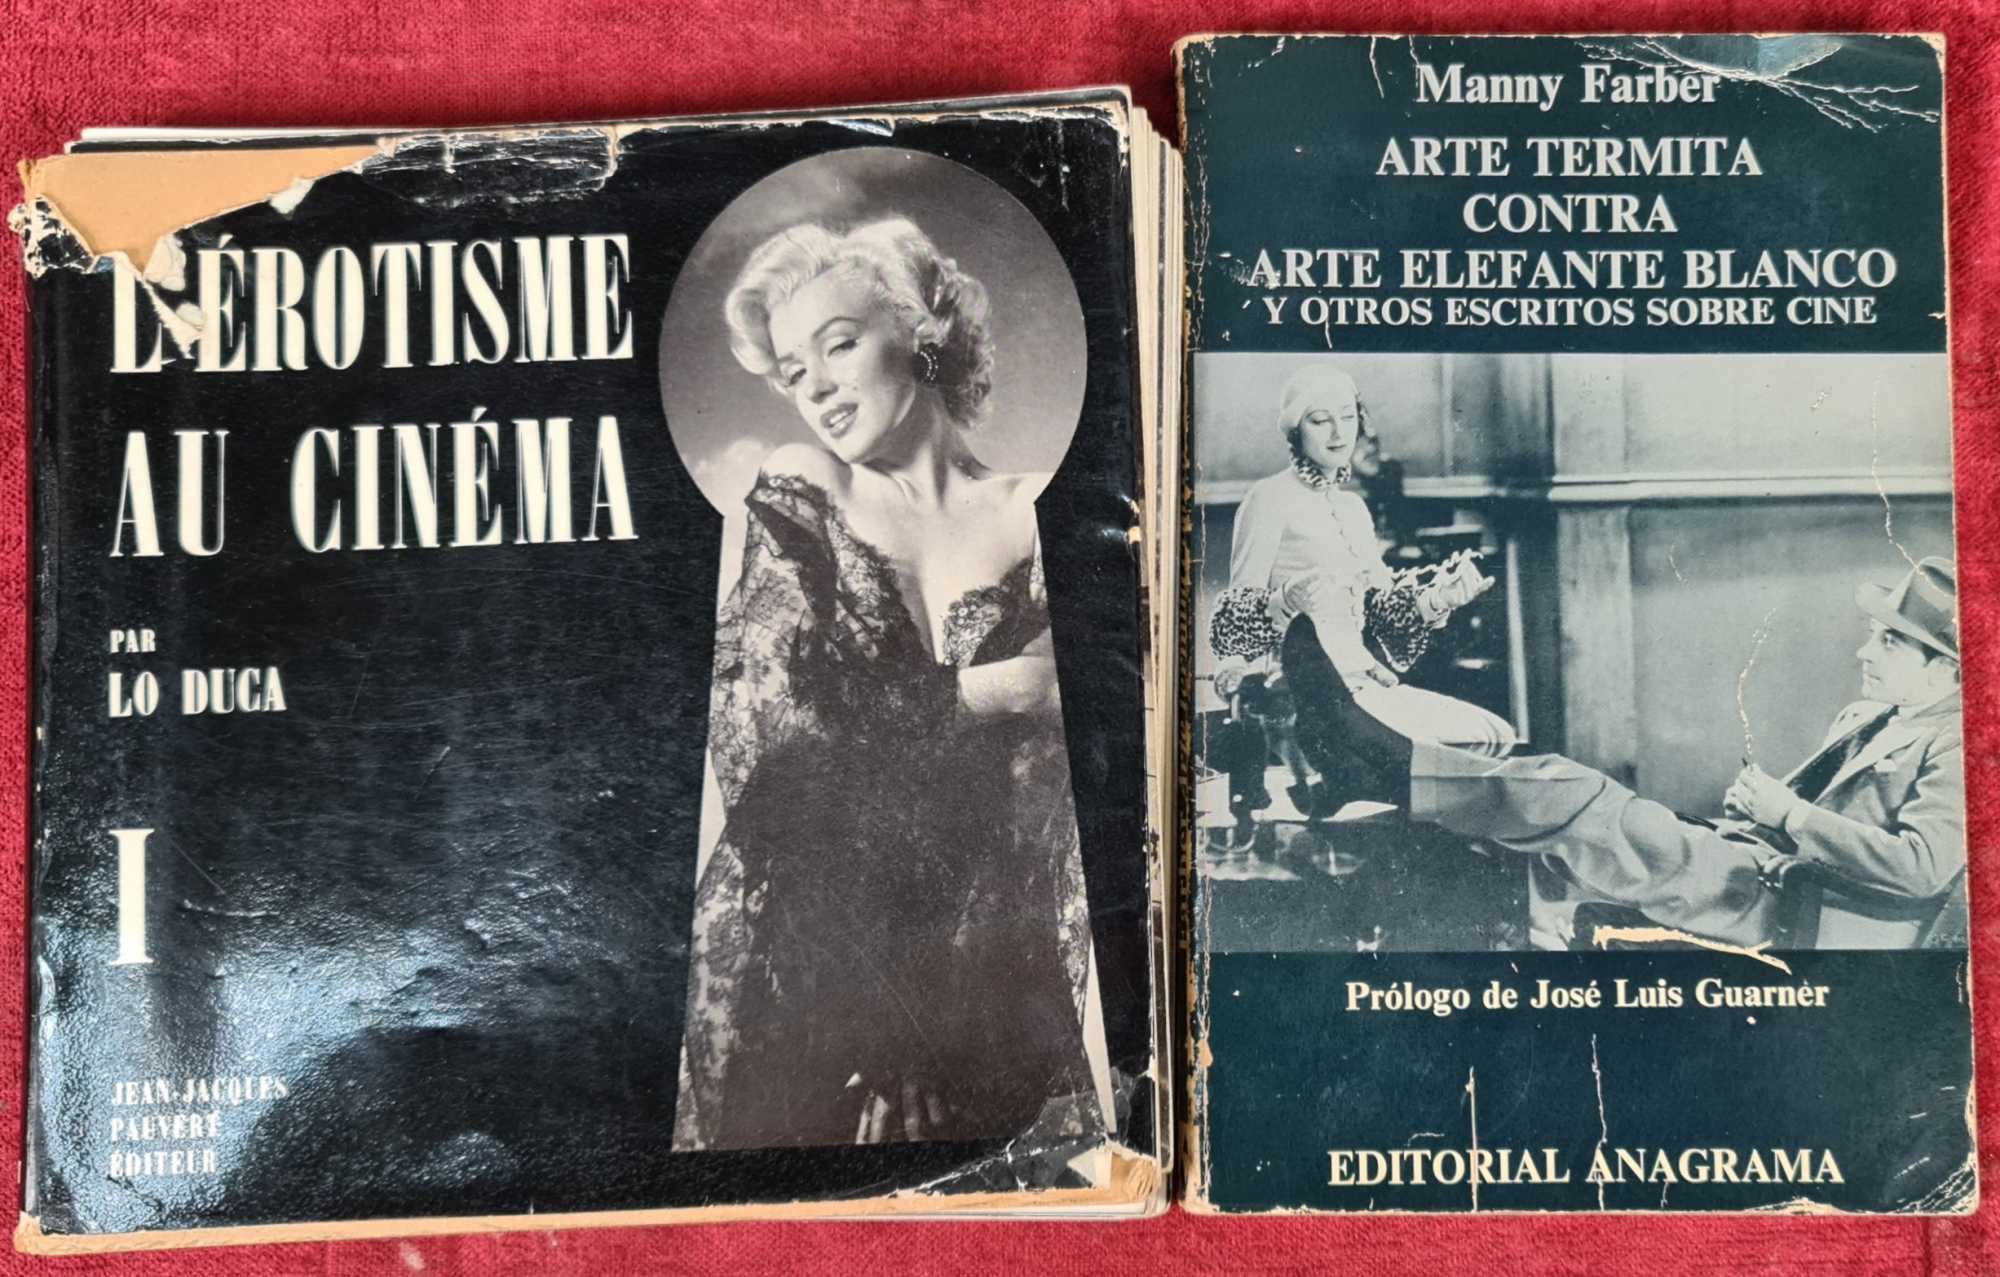 L'ÉROTISME
AU CINÉMA
PAR
LO DUCA
I
JEAN-JACQUES
PAUVERT
ÉDITEUR
Manny Farber
ARTE TERMITA
CONTRA
ARTE ELEFANTE BLANCO
Y OTROS ESCRITOS SOBRE CINE
Prólogo de José Luis Guarner
EDITORIAL ANAGRAMA